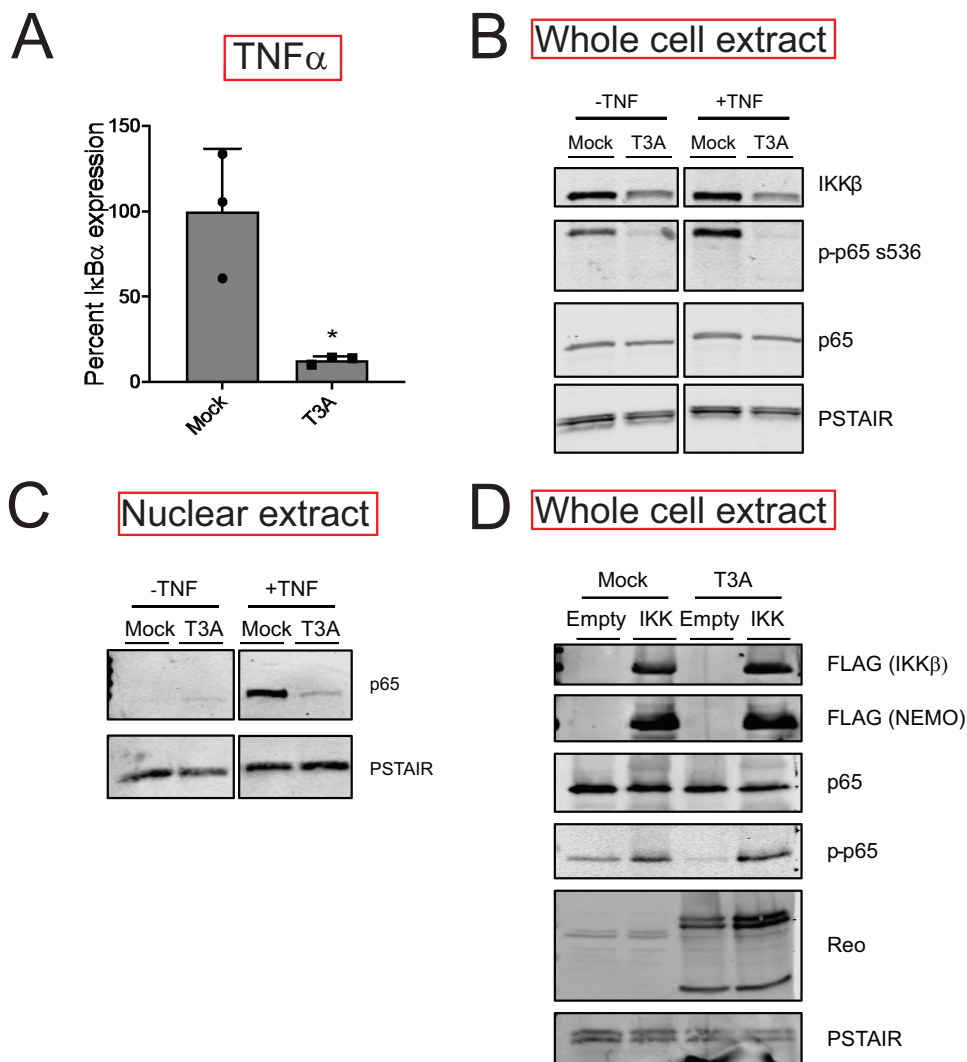 A
TNFα
Percent IκBα expression
150
100
50
0
*
Mock
T3A
B
Whole cell extract
-TNF +TNF
Mock T3A Mock T3A
IKKβ
p-p65 s536
p65
PSTAIR
C
Nuclear extract
-TNF +TNF
Mock T3A Mock T3A
p65
PSTAIR
D
Whole cell extract
Mock T3A
Empty IKK Empty IKK
FLAG (IKKβ)
FLAG (NEMO)
p65
p-p65
Reo
PSTAIR